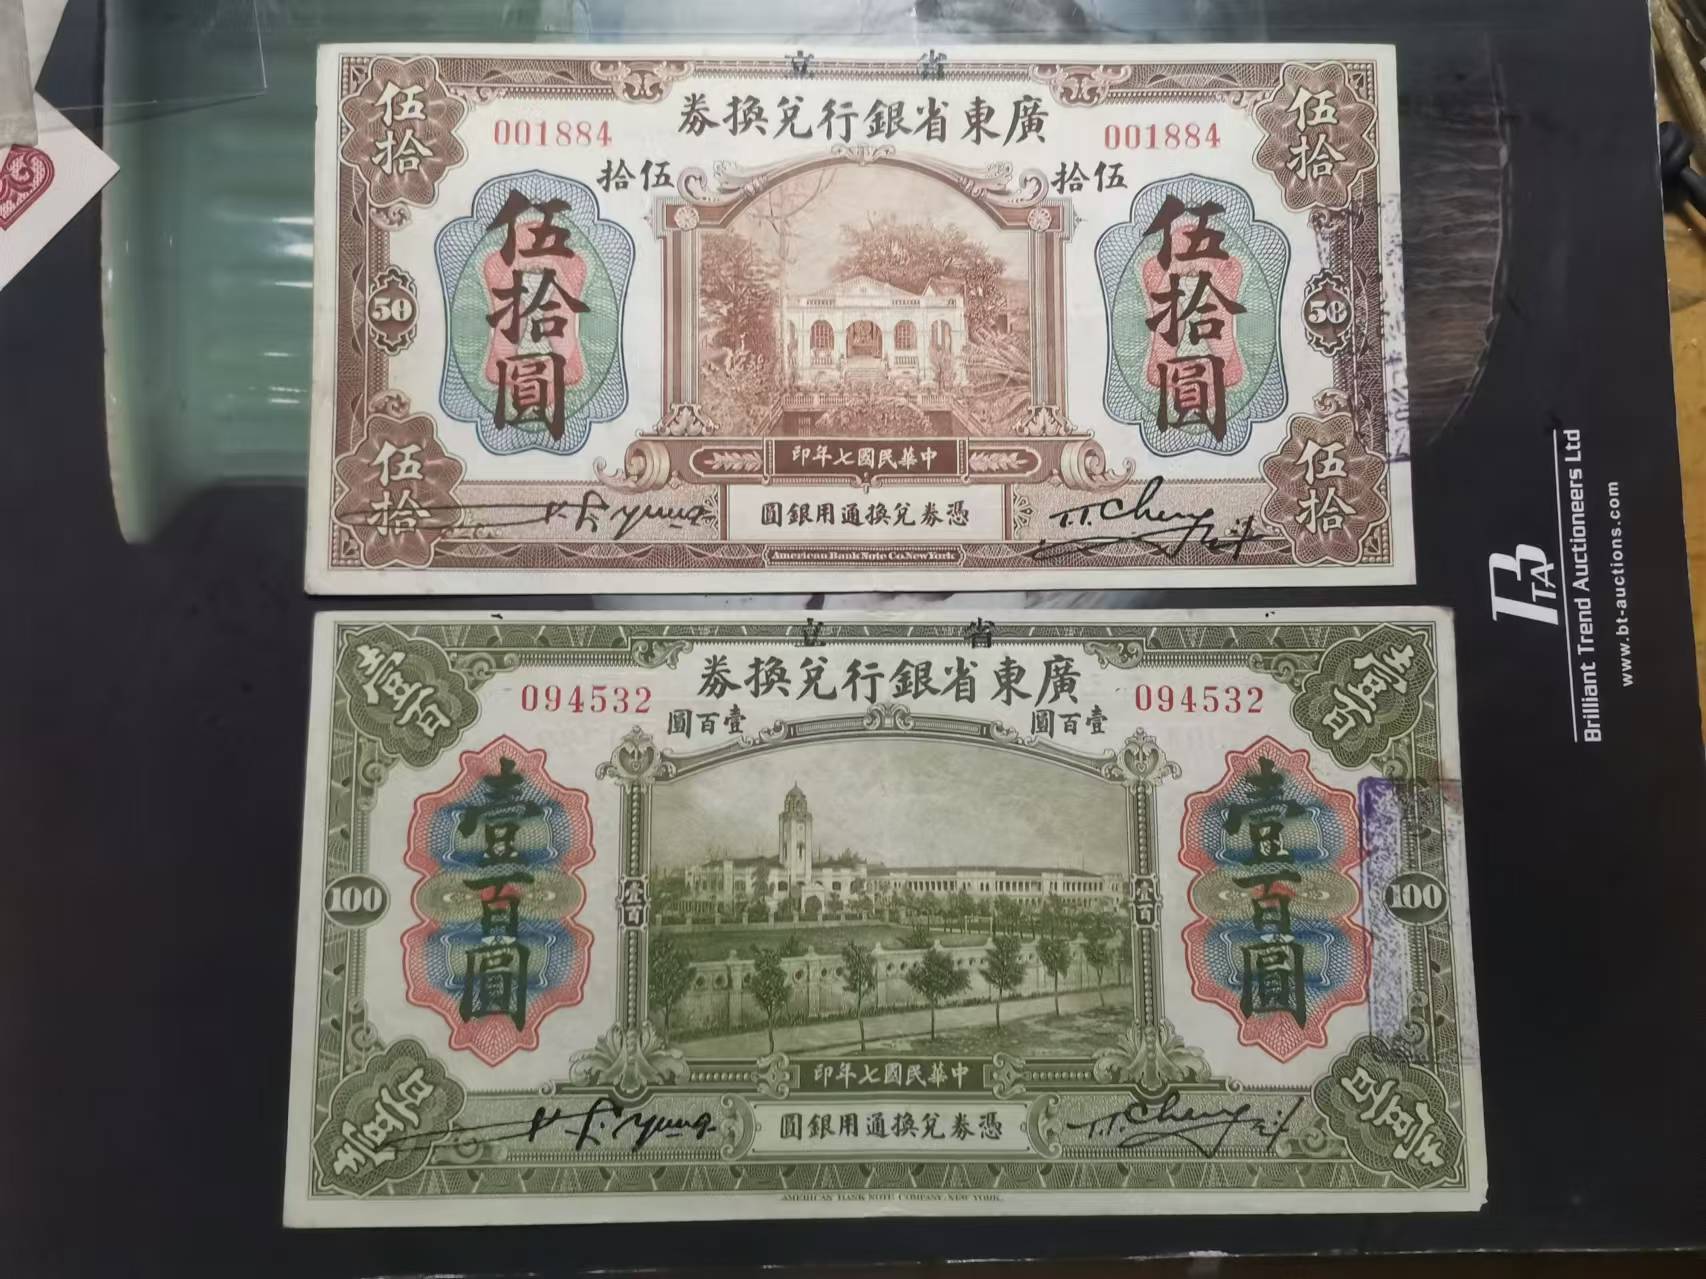 省立
廣東省銀行兌換券
伍拾
伍拾
001884
001884
伍拾
伍拾
伍拾圓
伍拾圓
50
50
中華民國七年印
伍拾
伍拾
憑券兌換通用銀圓
American Bank Note Co. New York
省立
廣東省銀行兌換券
壹百
壹百
094532
094532
壹百圓
壹百圓
壹百圓
壹百圓
100
100
壹百
壹百
中華民國七年印
壹百
壹百
憑券兌換通用銀圓
AMERICAN BANK NOTE COMPANY, NEW YORK.
BTA
Brilliant Trend Auctioneers Ltd
www.bt-auctions.com